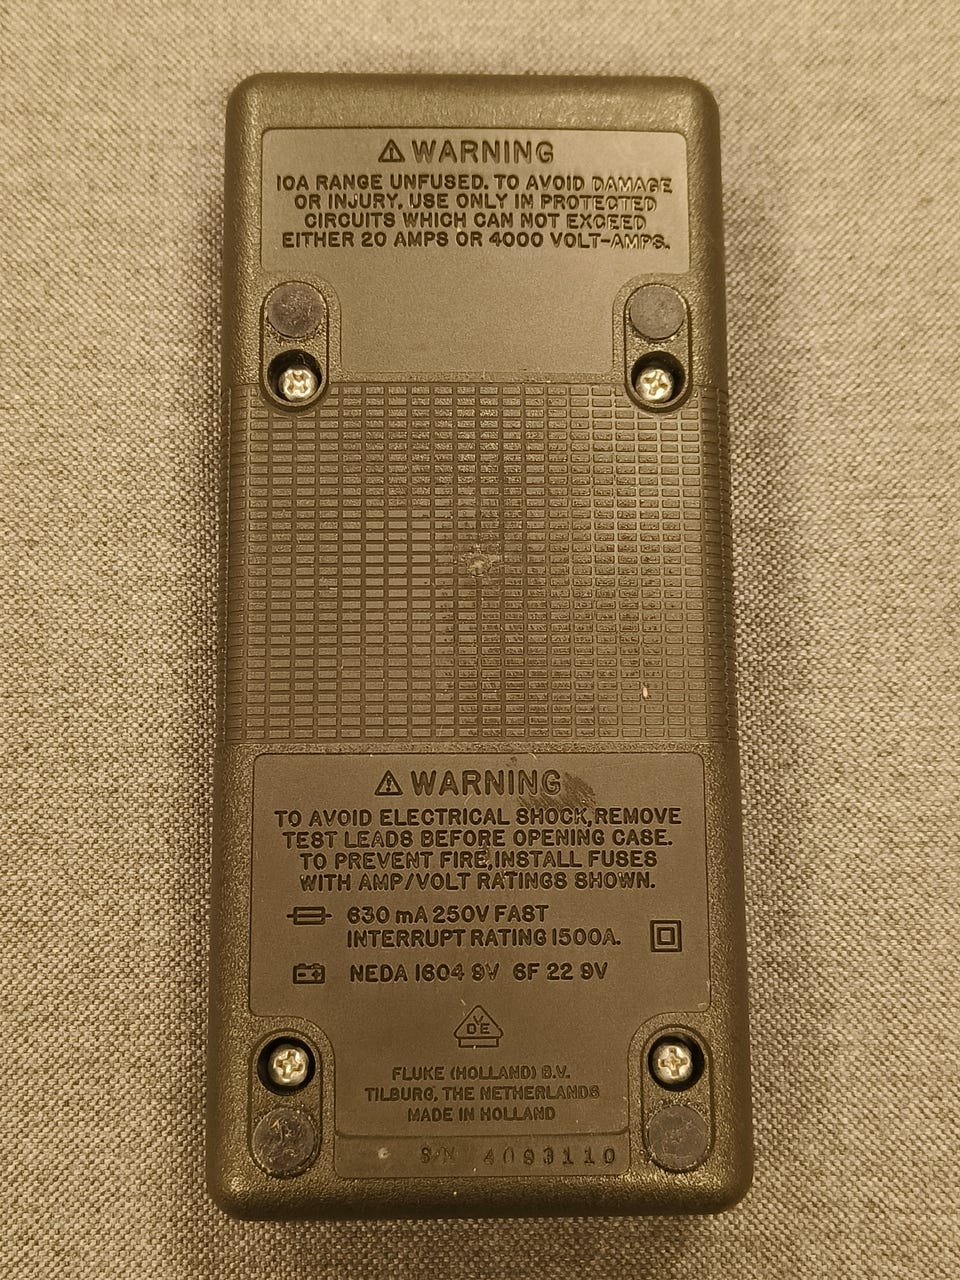 ⚠ WARNING
10A RANGE UNFUSED. TO AVOID DAMAGE
OR INJURY, USE ONLY IN PROTECTED
CIRCUITS WHICH CAN NOT EXCEED
EITHER 20 AMPS OR 4000 VOLT-AMPS.
⚠ WARNING
TO AVOID ELECTRICAL SHOCK, REMOVE
TEST LEADS BEFORE OPENING CASE.
TO PREVENT FIRE, INSTALL FUSES
WITH AMP/VOLT RATINGS SHOWN.
630 mA 250V FAST
INTERRUPT RATING 1500A.
NEDA 1604 9V 6F 22 9V
VDE
FLUKE (HOLLAND) B.V.
TILBURG, THE NETHERLANDS
MADE IN HOLLAND
S/N 4093110